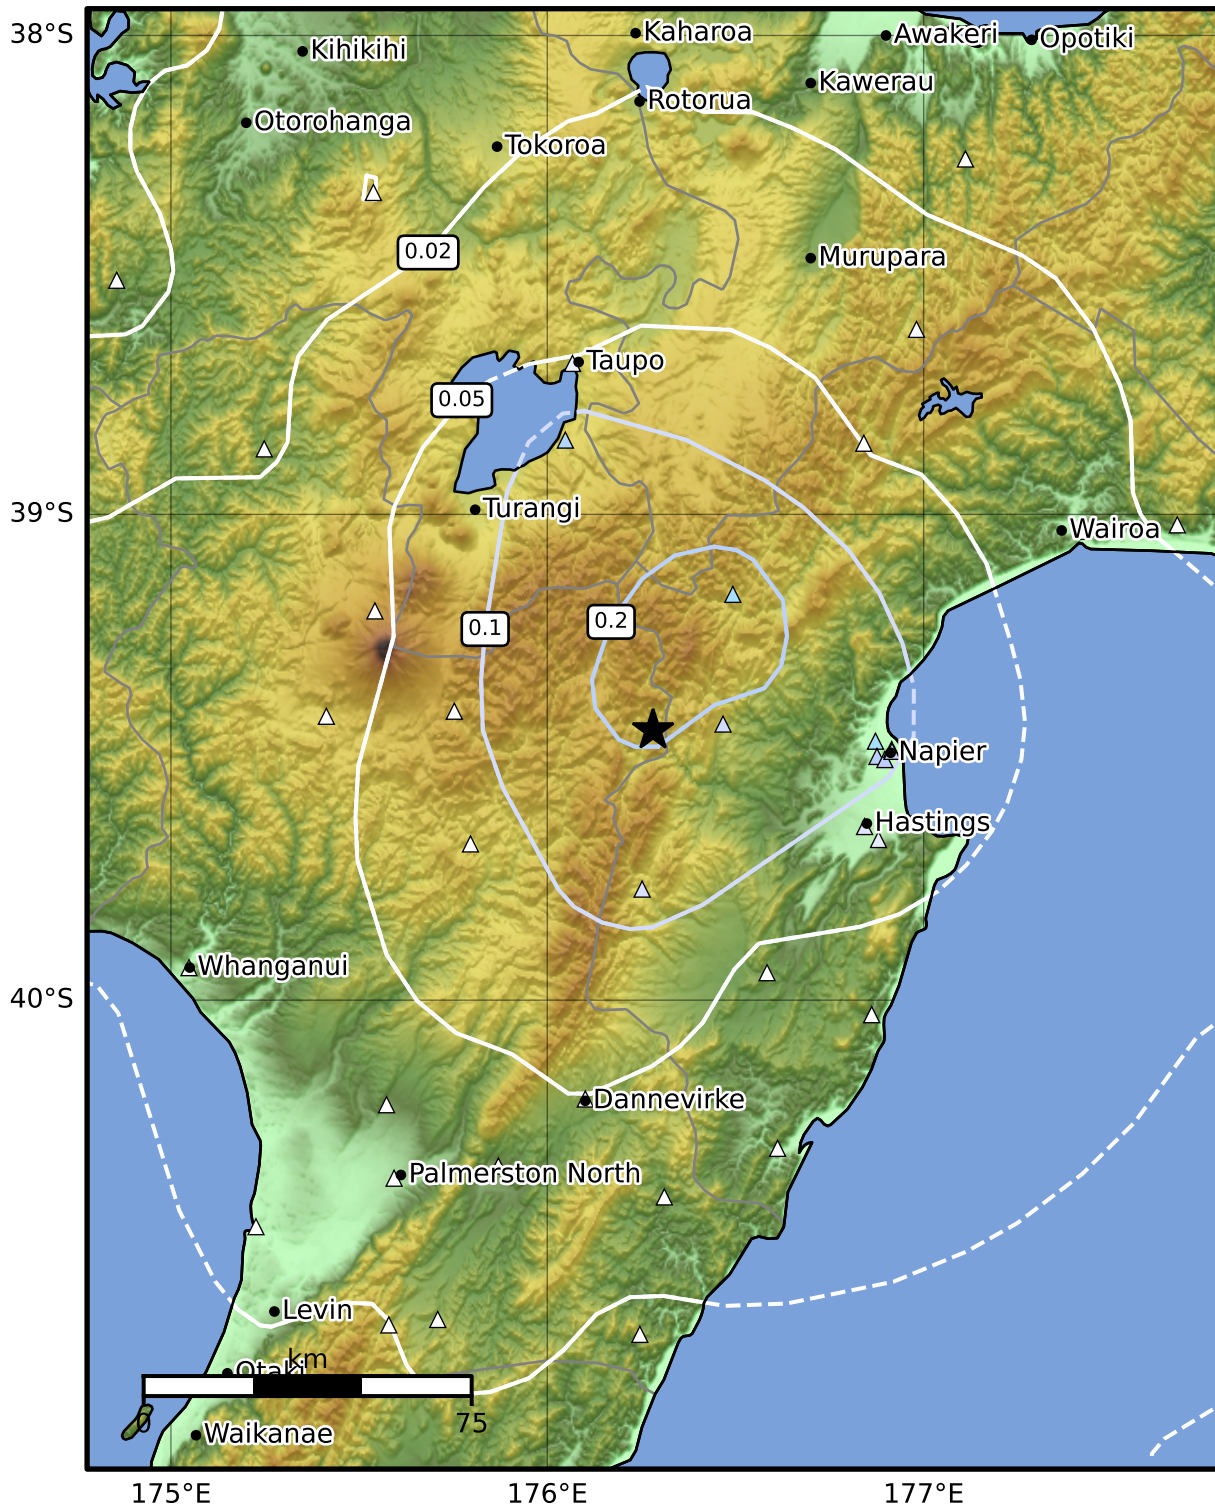 38°S
Kaharoa
Awakeri
Opotiki
Kihikihi
Kawerau
Rotorua
Otorohanga
Tokoroa
0.02
Murupara
Taupo
0.05
39°S
Turangi
Wairoa
0.2
0.1
Napier
Hastings
Whanganui
40°S
Dannevirke
Palmerston North
Levin
km
Otaki
0
75
Waikanae
175°E
176°E
177°E